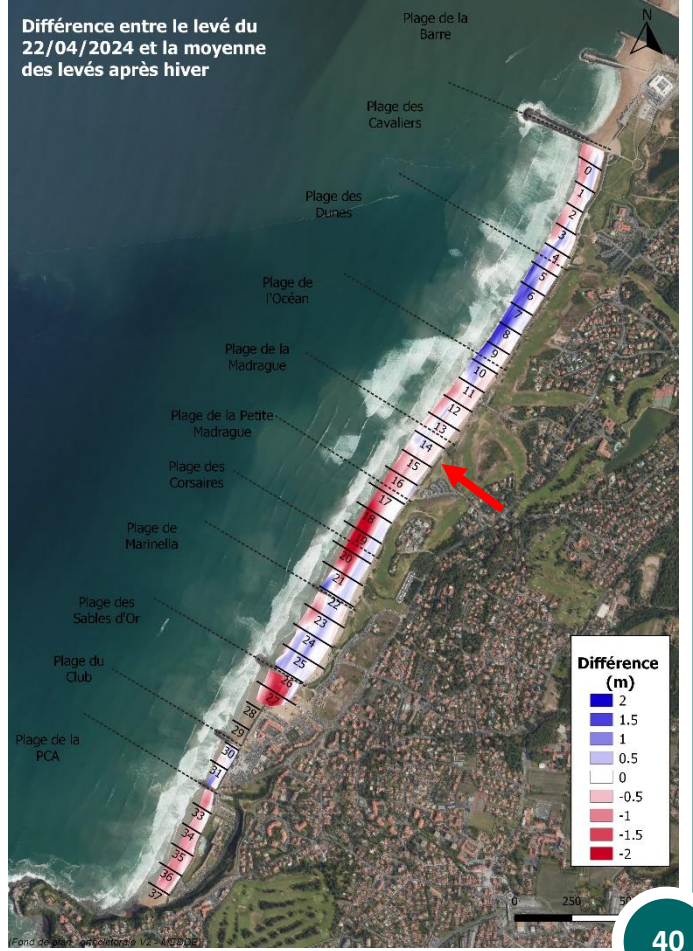 Différence entre le levé du
22/04/2024 et la moyenne
des levés après hiver
N
Plage de la
Barre
Plage des
Cavaliers
Plage des
Dunes
Plage de
l'Océan
Plage de la
Madrague
Plage de la Petite
Madrague
Plage des
Corsaires
Plage de
Marinella
Plage des
Sables d'Or
Plage du
Club
Plage de la
PCA
0
1
2
3
4
5
6
7
8
9
10
11
12
13
14
15
16
17
18
19
20
21
22
23
24
25
26
27
28
29
30
31
33
34
35
36
37
Différence
(m)
2
1.5
1
0.5
0
-0.5
-1
-1.5
-2
0 250
(Fond de plan
40